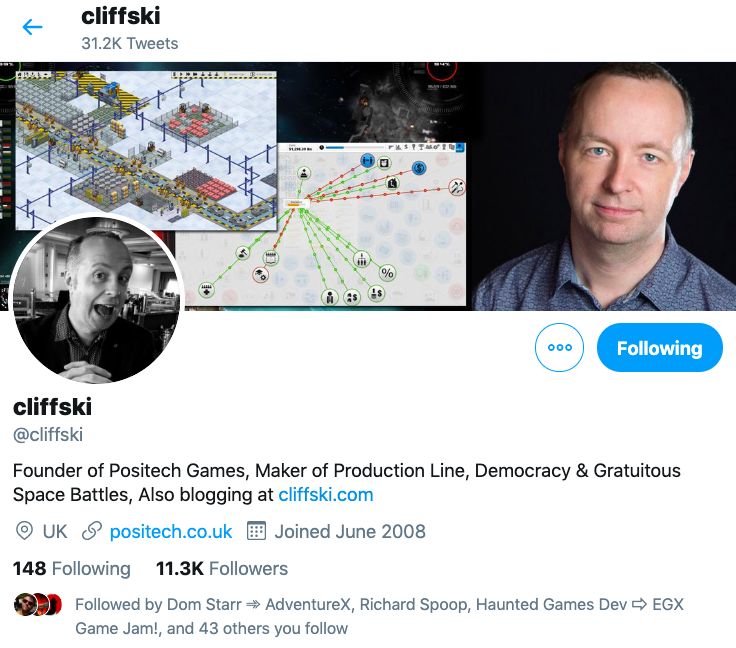 cliffski
31.2K Tweets
%
Following
cliffski
@cliffski
Founder of Positech Games, Maker of Production Line, Democracy & Gratuitous
Space Battles, Also blogging at cliffski.com
UK positech.co.uk Joined June 2008
148 Following 11.3K Followers
Followed by Dom Starr ⤀ AdventureX, Richard Spoop, Haunted Games Dev ⇨ EGX
Game Jam!, and 43 others you follow